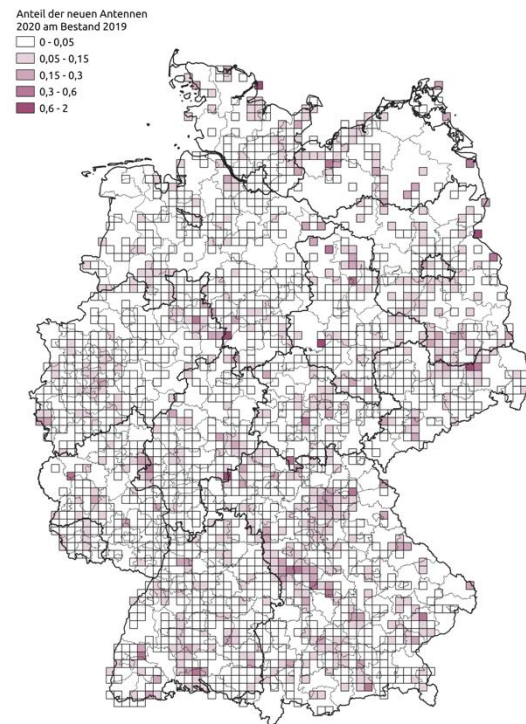 Anteil der neuen Antennen
2020 am Bestand 2019
0 - 0,05
0,05 - 0,15
0,15 - 0,3
0,3 - 0,6
0,6 - 2